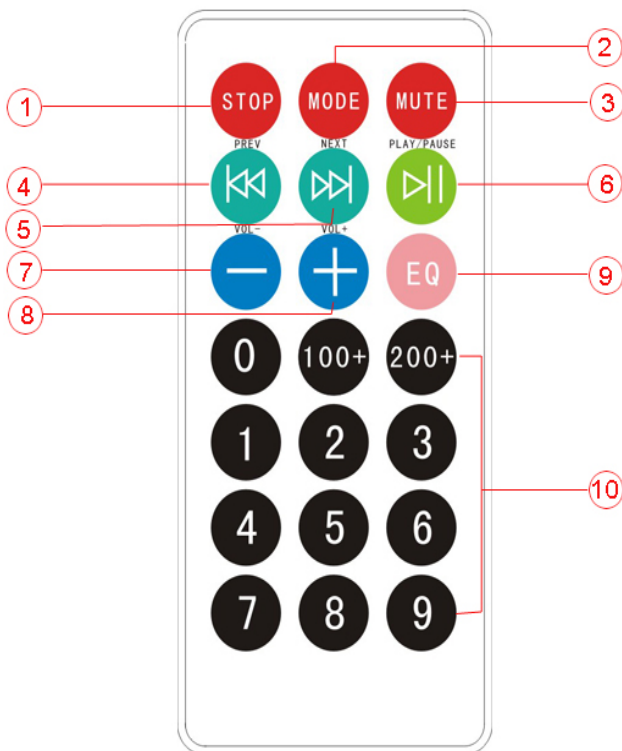 2
STOP MODE MUTE
1
3
PREV NEXT PLAY/PAUSE
4
6
5
VOL- VOL+
7
EQ
9
8
0 100+ 200+
1 2 3
10
4 5 6
7 8 9